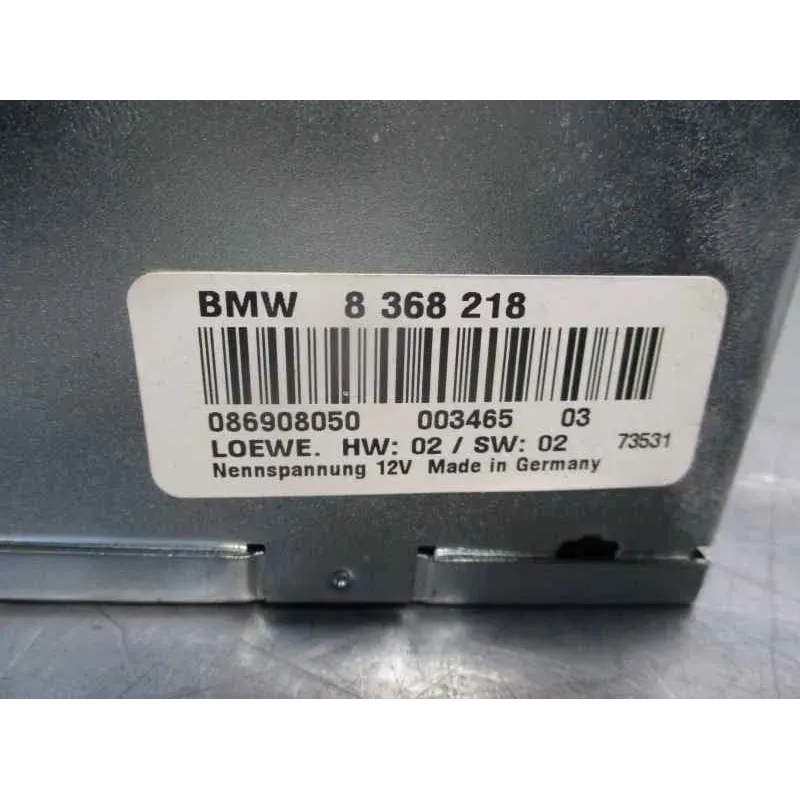 BMW 8 368 218
086908050 003465 03
LOEWE. HW: 02 / SW: 02 73531
Nennspannung 12V Made in Germany